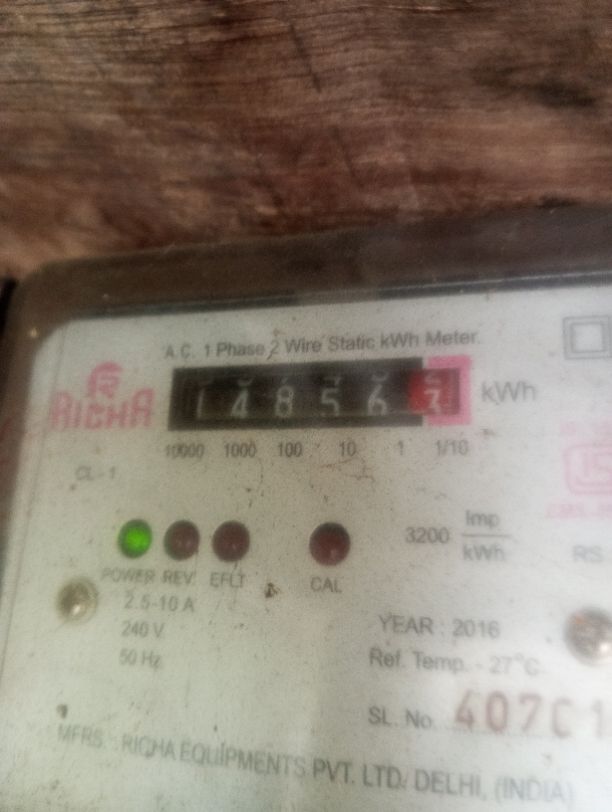 A.C. 1 Phase 2 Wire Static kWh Meter.
RICHA
1 4 8 5 6 7 kWh
10000 1000 100 10 1 1/10
CL-1
3200 Imp/kWh
POWER REV. EFLT CAL
RS
2.5-10 A
240 V
50 Hz
YEAR : 2016
Ref. Temp. - 27°C
SL. No. 407C1
MFRS. : RICHA EQUIPMENTS PVT. LTD. DELHI, (INDIA)